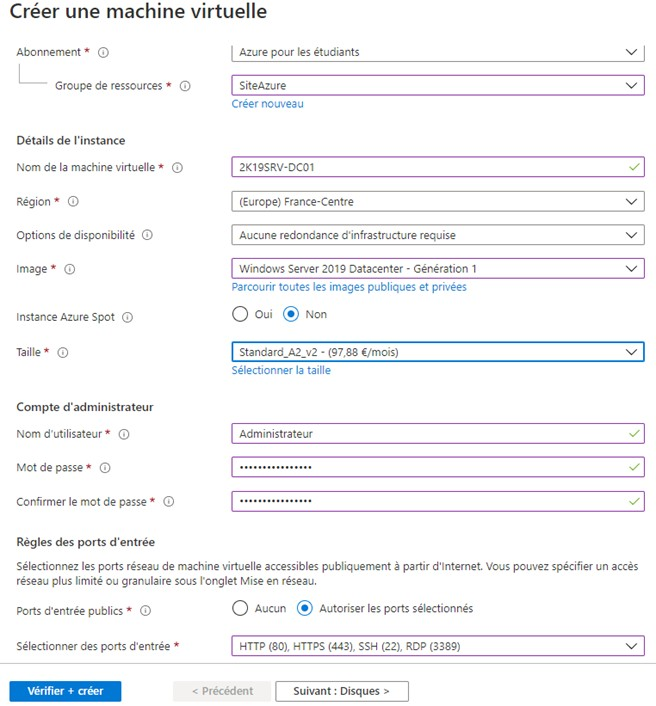 Créer une machine virtuelle
Abonnement * Azure pour les étudiants
Groupe de ressources * SiteAzure
Créer nouveau
Détails de l'instance
Nom de la machine virtuelle * 2K19SRV-DC01
Région * (Europe) France-Centre
Options de disponibilité Aucune redondance d'infrastructure requise
Image * Windows Server 2019 Datacenter - Génération 1
Parcourir toutes les images publiques et privées
Instance Azure Spot Oui Non
Taille * Standard_A2_v2 - (97,88 €/mois)
Sélectionner la taille
Compte d'administrateur
Nom d'utilisateur * Administrateur
Mot de passe * ••••••••••••••••
Confirmer le mot de passe * ••••••••••••••••
Règles des ports d'entrée
Sélectionnez les ports réseau de machine virtuelle accessibles publiquement à partir d'Internet. Vous pouvez spécifier un accès
réseau plus limité ou granulaire sous l'onglet Mise en réseau.
Ports d'entrée publics * Aucun Autoriser les ports sélectionnés
Sélectionner des ports d'entrée * HTTP (80), HTTPS (443), SSH (22), RDP (3389)
Vérifier + créer < Précédent Suivant : Disques >